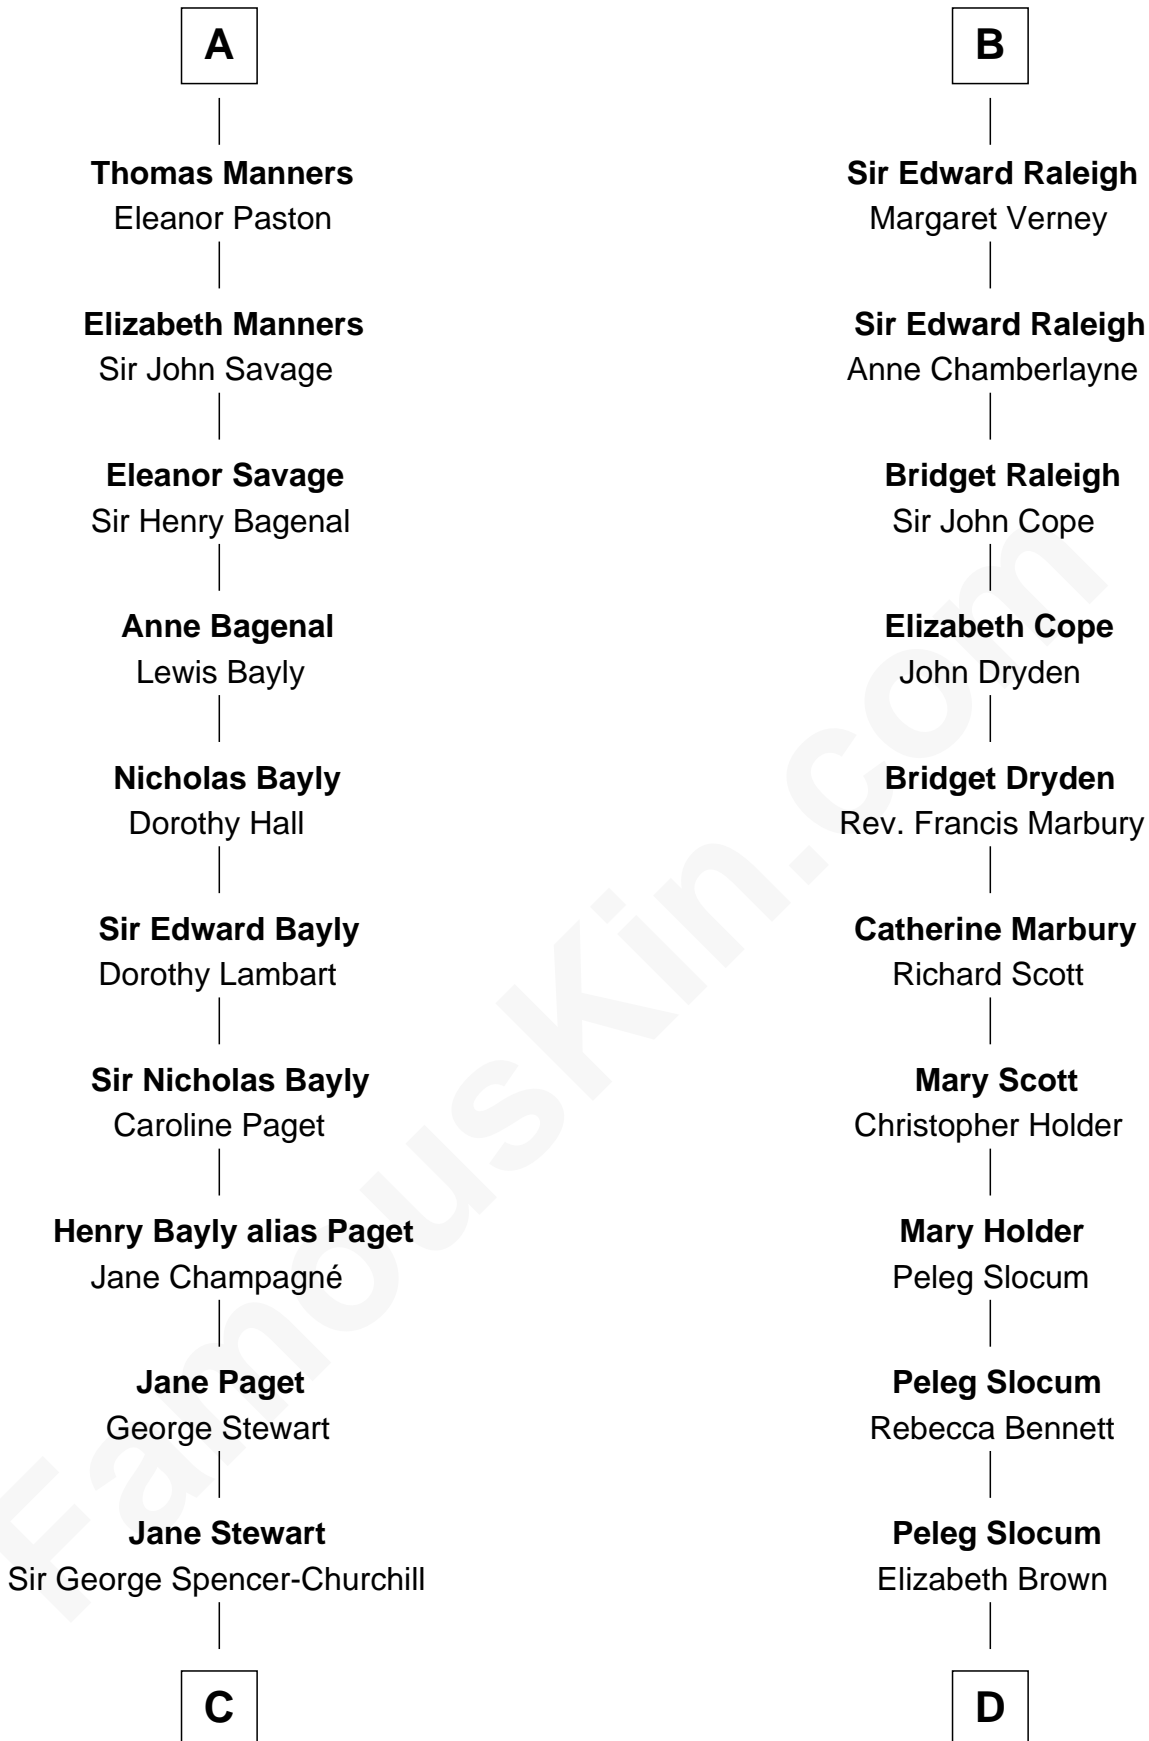 A
Thomas Manners
Eleanor Paston
Elizabeth Manners
Sir John Savage
Eleanor Savage
Sir Henry Bagenal
Anne Bagenal
Lewis Bayly
Nicholas Bayly
Dorothy Hall
Sir Edward Bayly
Dorothy Lambart
Sir Nicholas Bayly
Caroline Paget
Henry Bayly alias Paget
Jane Champagné
Jane Paget
George Stewart
Jane Stewart
Sir George Spencer-Churchill
C
B
Sir Edward Raleigh
Margaret Verney
Sir Edward Raleigh
Anne Chamberlayne
Bridget Raleigh
Sir John Cope
Elizabeth Cope
John Dryden
Bridget Dryden
Rev. Francis Marbury
Catherine Marbury
Richard Scott
Mary Scott
Christopher Holder
Mary Holder
Peleg Slocum
Peleg Slocum
Rebecca Bennett
Peleg Slocum
Elizabeth Brown
D
FamousKin.com